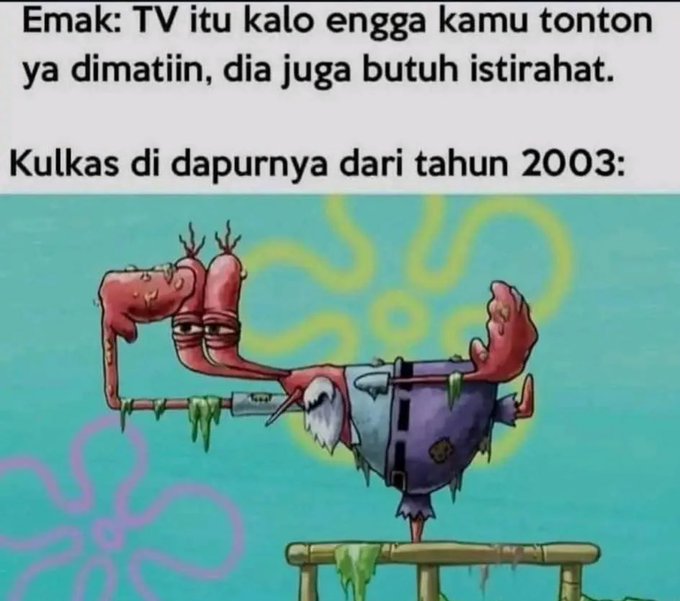 Emak: TV itu kalo engga kamu tonton
ya dimatiin, dia juga butuh istirahat.
Kulkas di dapurnya dari tahun 2003: